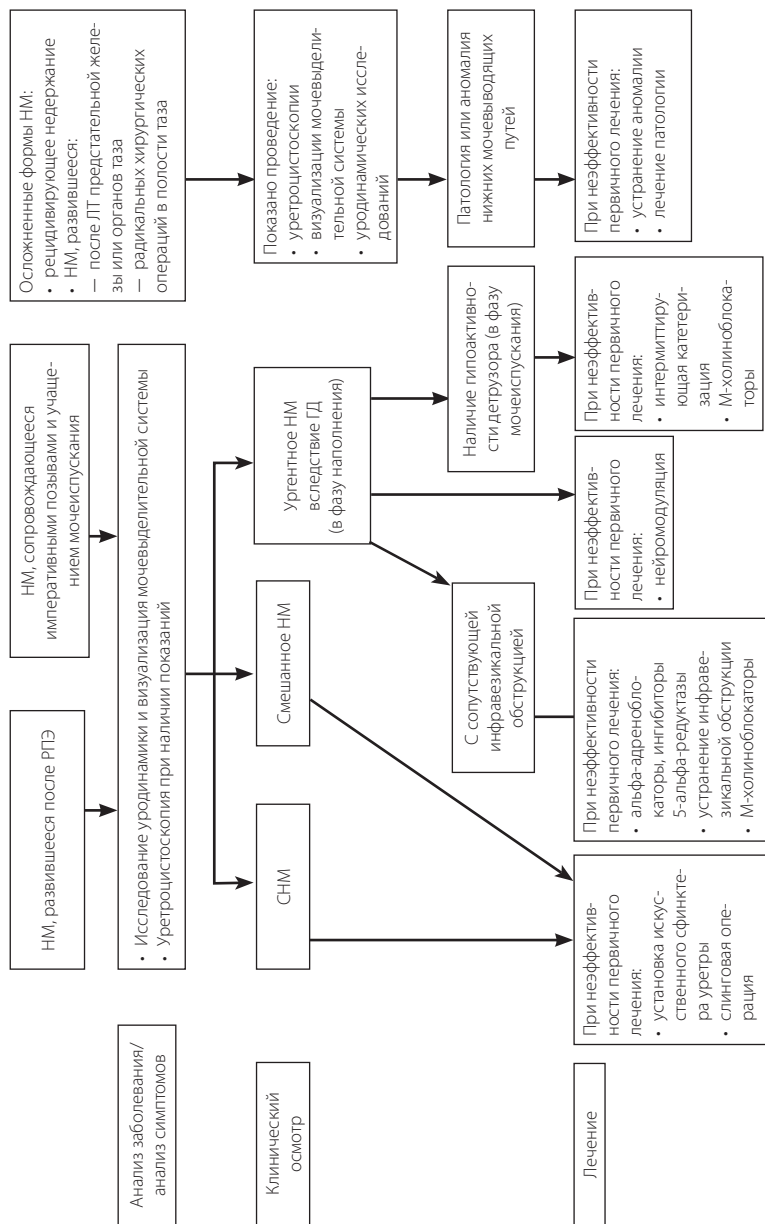 НМ, развившееся после РПЭ
НМ, сопровождающееся
императивными позывами и учаще-
нием мочеиспускания
Осложненные формы НМ:
• рецидивирующее недержание
• НМ, развившееся:
— после ЛТ предстательной желе-
зы или органов таза
— радикальных хирургических
операций в полости таза
Анализ заболевания/
анализ симптомов
• Исследование уродинамики и визуализация мочевыделительной системы
• Уретроцистоскопия при наличии показаний
Клинический
осмотр
СНМ
Смешанное НМ
Ургентное НМ
вследствие ГД
(в фазу наполнения)
Показано проведение:
• уретроцистоскопии
• визуализации мочевыдели-
тельной системы
• уродинамических иссле-
дований
С сопутствующей
инфравезикальной
обструкцией
Наличие гипоактивно-
сти детрузора (в фазу
мочеиспускания)
Патология или аномалия
нижних мочевыводящих
путей
Лечение
При неэффектив-
ности первичного
лечения:
• установка искус-
ственного сфинкте-
ра уретры
• слинговая опе-
рация
При неэффективности
первичного лечения:
• альфа-адренобло-
каторы, ингибиторы
5-альфа-редуктазы
• устранение инфраве-
зикальной обструкции
• М-холиноблокаторы
При неэффектив-
ности первичного
лечения:
• нейромодуляция
При неэффектив-
ности первичного
лечения:
• интермиттиру-
ющая катетери-
зация
• М-холиноблока-
торы
При неэффективности
первичного лечения:
• устранение аномалии
• лечение патологии